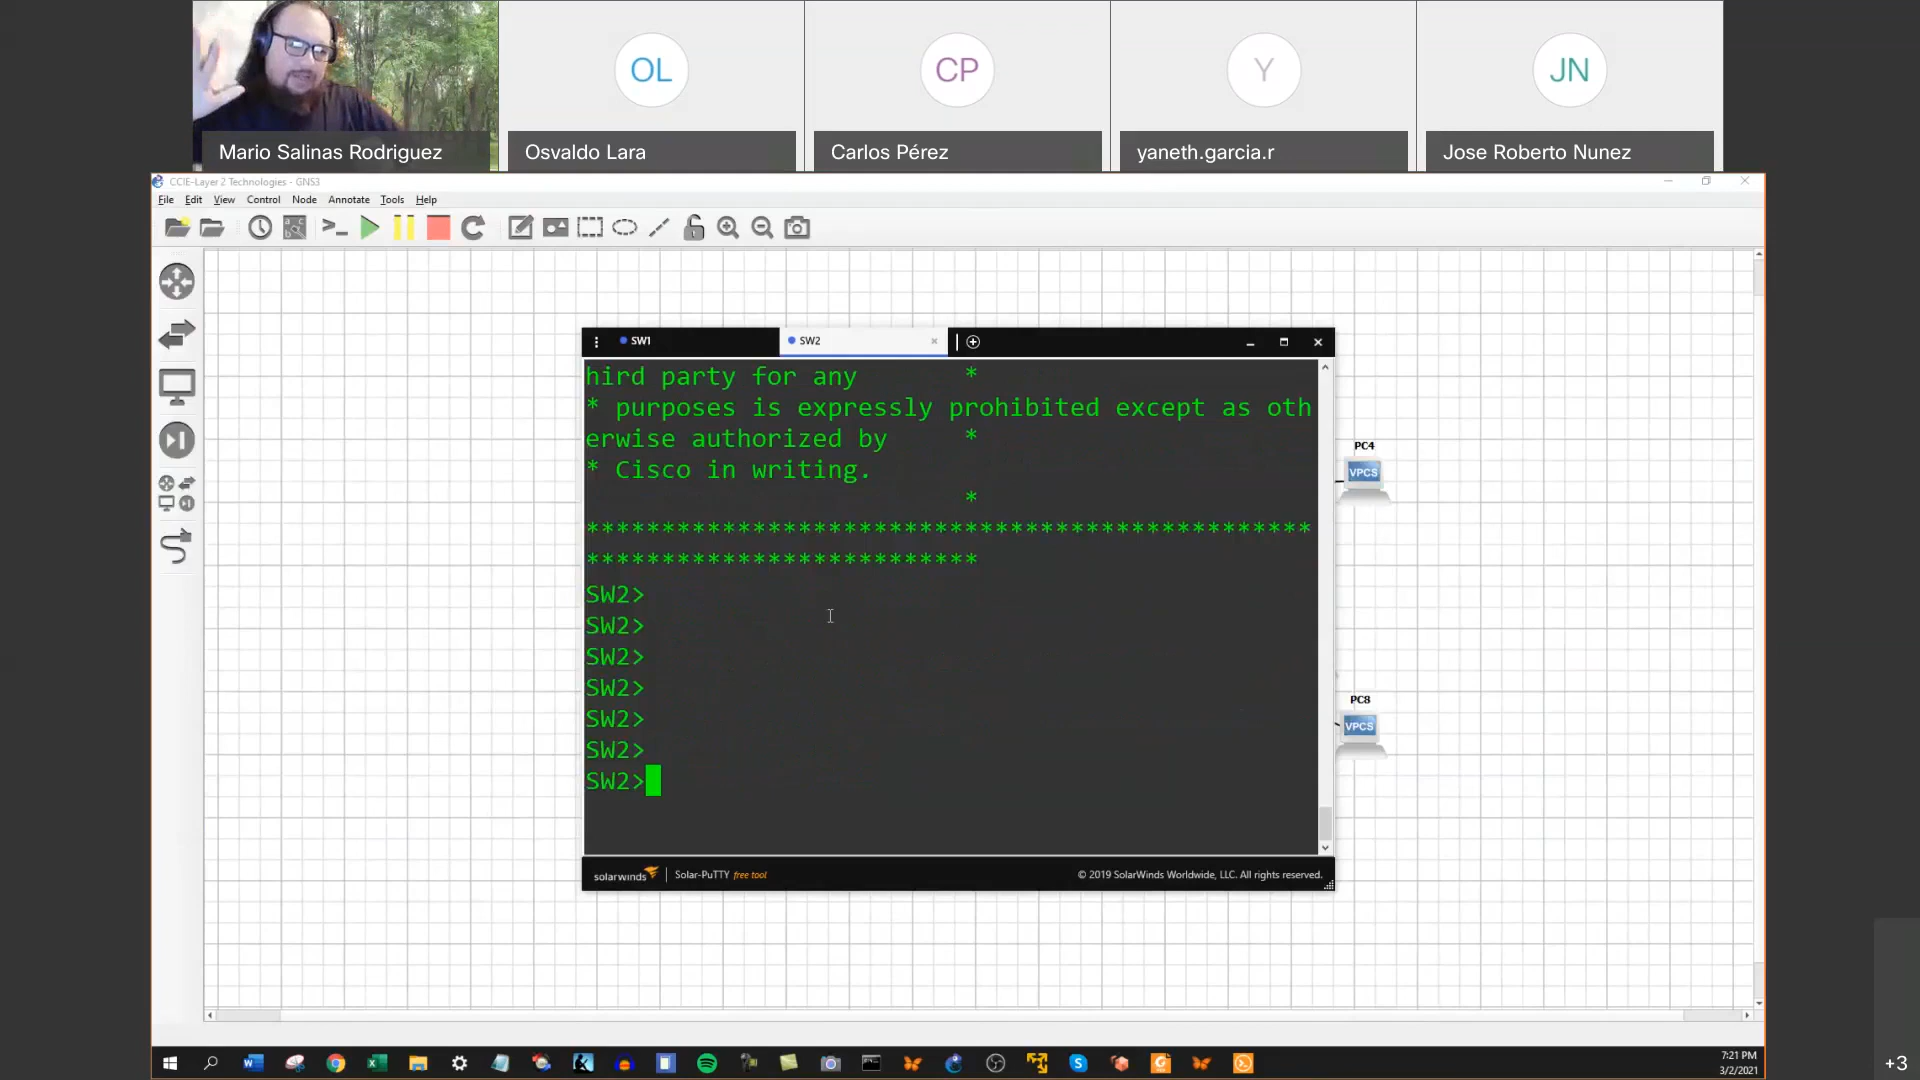 OL
CP
Y
JN
Mario Salinas Rodriguez
Osvaldo Lara
Carlos Pérez
yaneth.garcia.r
Jose Roberto Nunez
CCIE-Layer 2 Technologies - GNS3
File Edit View Control Node Annotate Tools Help
SW1
SW2
hird party for any *
* purposes is expressly prohibited except as oth
erwise authorized by *
* Cisco in writing.
*
************************************************
**************************
SW2>
SW2>
SW2>
SW2>
SW2>
SW2>
SW2>
PC4
VPCS
PC8
VPCS
solarwinds
Solar-PuTTY free tool
© 2019 SolarWinds Worldwide, LLC. All rights reserved.
7:21 PM
3/2/2021
+3